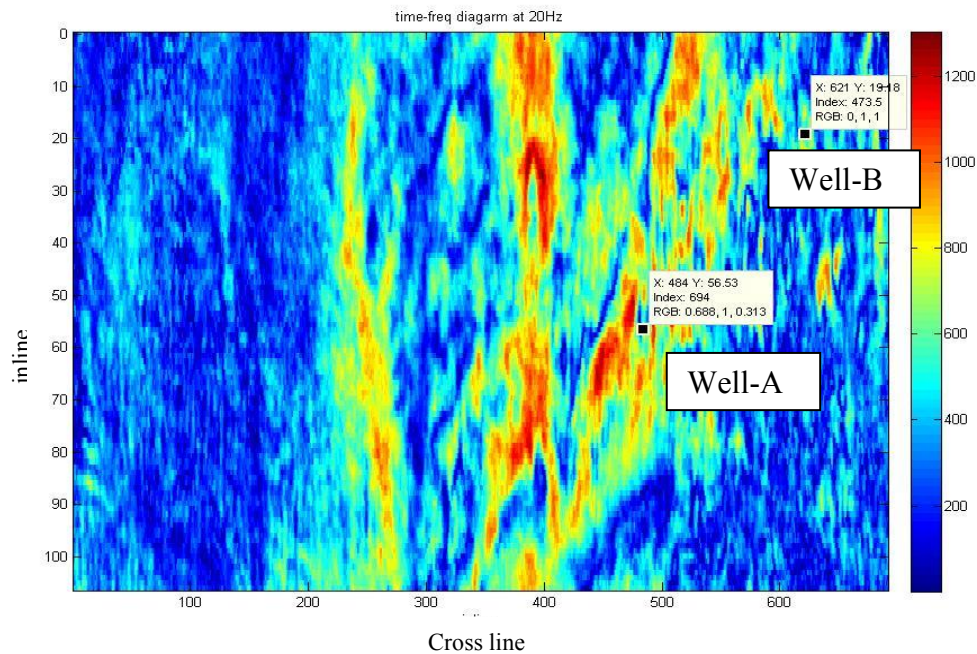 time-freq diagarm at 20Hz
0
10
20
30
40
50
60
70
80
90
100
inline
X: 621 Y: 19.18
Index: 473.5
RGB: 0, 1, 1
Well-B
X: 484 Y: 56.53
Index: 694
RGB: 0.688, 1, 0.313
Well-A
1200
1000
800
600
400
200
100
200
300
400
500
600
Cross line